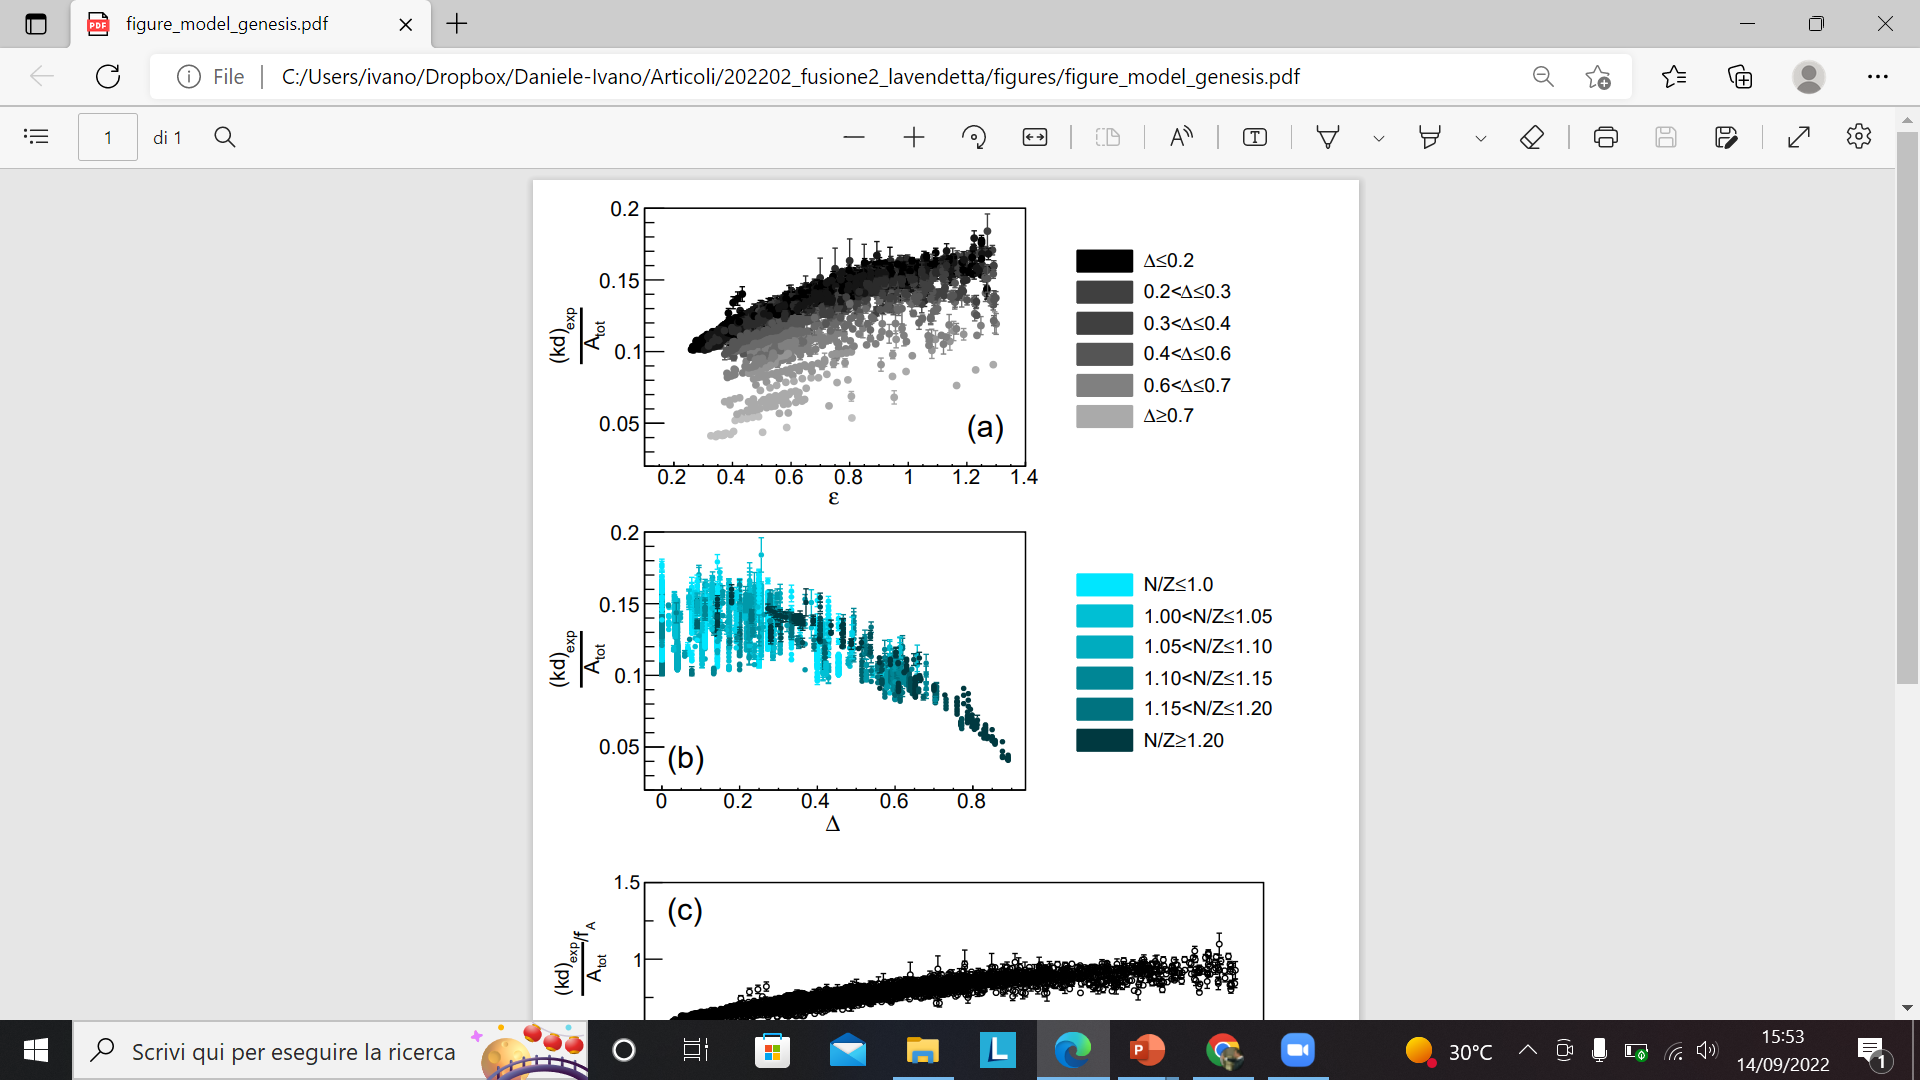 figure_model_genesis.pdf
File
C:/Users/ivano/Dropbox/Daniele-Ivano/Articoli/202202_fusione2_lavendetta/figures/figure_model_genesis.pdf
1 di 1
0.2
0.15
0.1
0.05
(kd)exp
Atot
(a)
0.2 0.4 0.6 0.8 1 1.2 1.4
ε
Δ≤0.2
0.2<Δ≤0.3
0.3<Δ≤0.4
0.4<Δ≤0.6
0.6<Δ≤0.7
Δ≥0.7
0.2
0.15
0.1
0.05
(kd)exp
Atot
(b)
0 0.2 0.4 0.6 0.8
Δ
N/Z≤1.0
1.00<N/Z≤1.05
1.05<N/Z≤1.10
1.10<N/Z≤1.15
1.15<N/Z≤1.20
N/Z≥1.20
1.5
1
(kd)exp/fA
Atot
(c)
Scrivi qui per eseguire la ricerca
30°C
15:53
14/09/2022
1